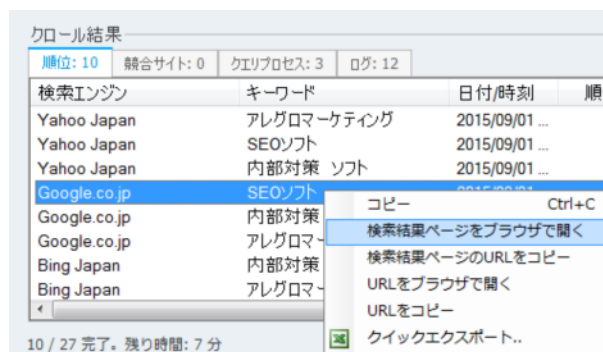 クロール結果
順位: 10 競合サイト: 0 クエリプロセス: 3 ログ: 12
検索エンジン キーワード 日付/時刻 順
Yahoo Japan アレグロマーケティング 2015/09/01 ...
Yahoo Japan SEOソフト 2015/09/01 ...
Yahoo Japan 内部対策 ソフト 2015/09/01 ...
Google.co.jp SEOソフト 2015/09/01 ...
コピー Ctrl+C
Google.co.jp 内部対策
検索結果ページをブラウザで開く
Google.co.jp アレグロマー
検索結果ページのURLをコピー
Bing Japan 内部対策
URLをブラウザで開く
Bing Japan アレグロマー
URLをコピー
10 / 27 完了。残り時間: 7 分
クイックエクスポート..